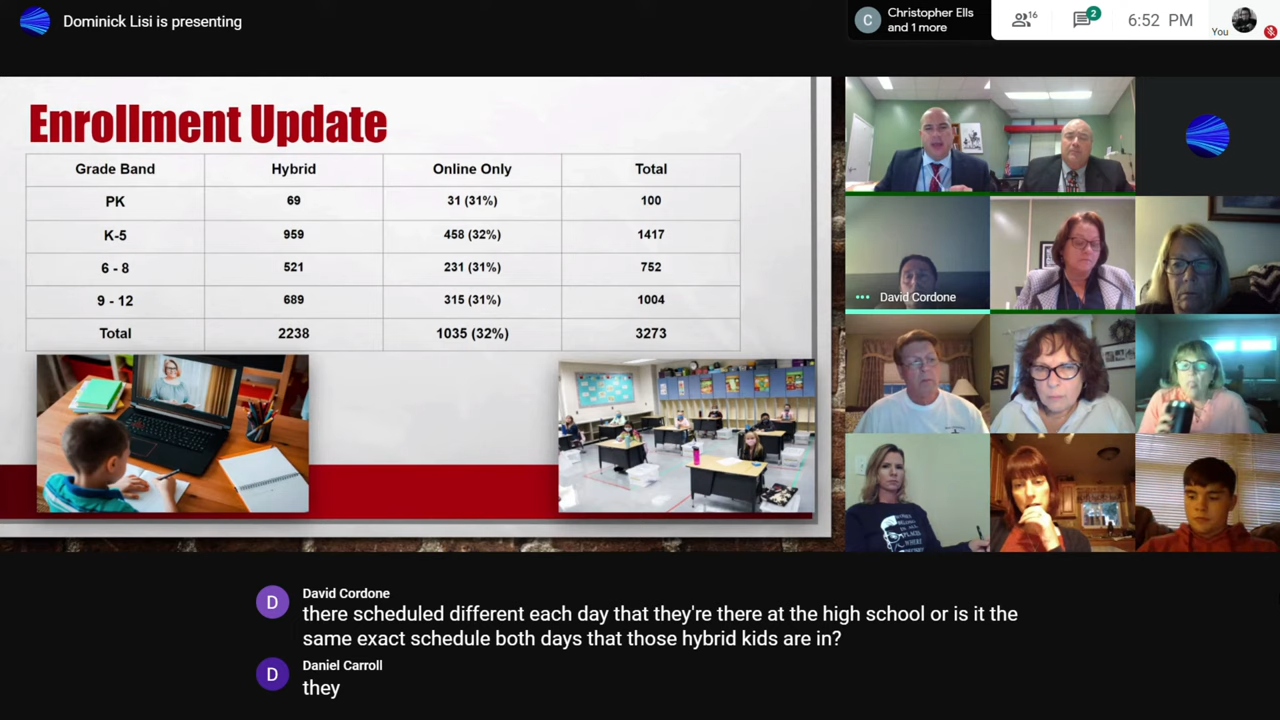 Dominick Lisi is presenting
C
Christopher Ells
and 1 more
16
2
6:52 PM
You
Enrollment Update
Grade Band Hybrid Online Only Total
PK 69 31 (31%) 100
K-5 959 458 (32%) 1417
6 - 8 521 231 (31%) 752
9 - 12 689 315 (31%) 1004
Total 2238 1035 (32%) 3273
David Cordone
D
David Cordone
there scheduled different each day that they're there at the high school or is it the
same exact schedule both days that those hybrid kids are in?
D
Daniel Carroll
they